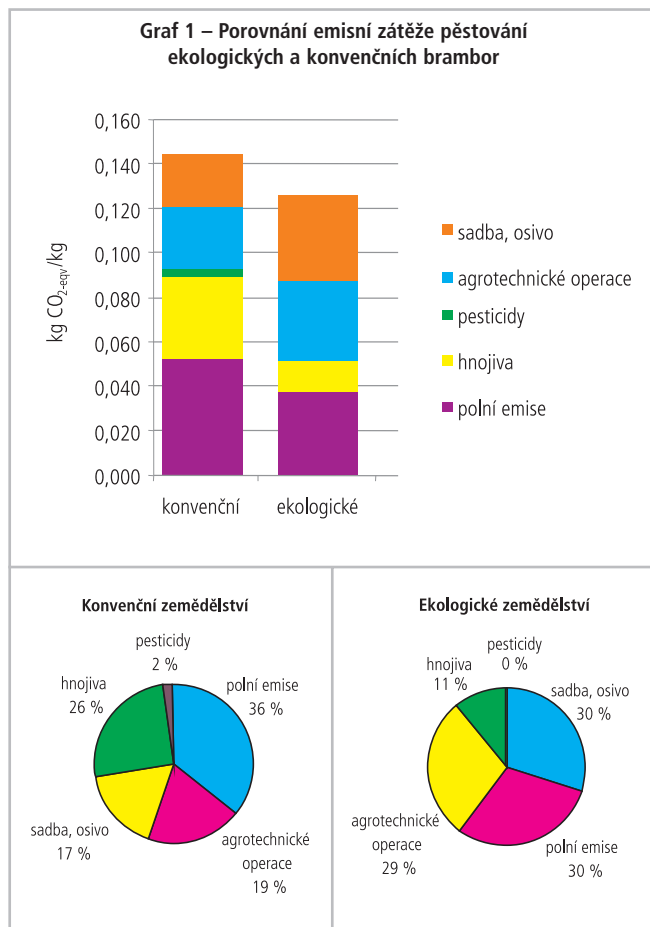 Graf 1 – Porovnání emisní zátěže pěstování
ekologických a konvenčních brambor
kg CO2-eqv/kg
0,160
0,140
0,120
0,100
0,080
0,060
0,040
0,020
0,000
konvenční
ekologické
sadba, osivo
agrotechnické operace
pesticidy
hnojiva
polní emise
Konvenční zemědělství
pesticidy
2 %
hnojiva
26 %
polní emise
36 %
sadba, osivo
17 %
agrotechnické
operace
19 %
Ekologické zemědělství
pesticidy
0 %
hnojiva
11 %
sadba, osivo
30 %
agrotechnické
operace
29 %
polní emise
30 %